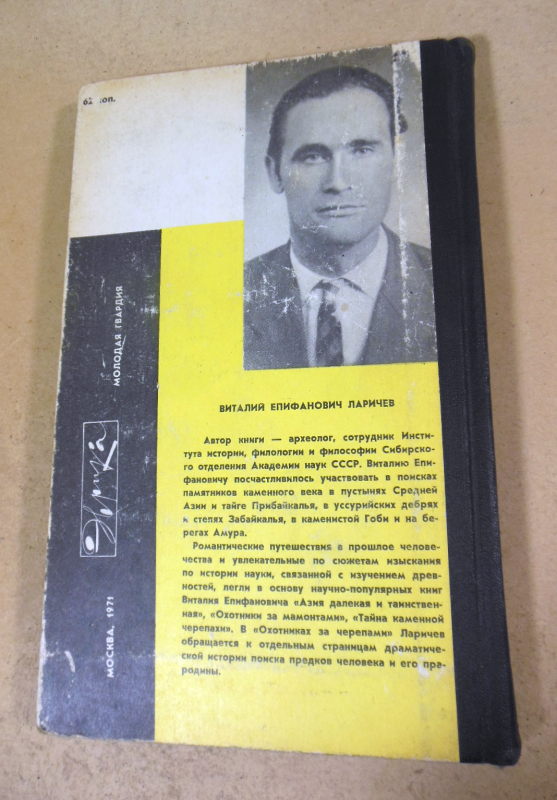 62 коп.
МОЛОДАЯ ГВАРДИЯ
Эврика
МОСКВА, 1971
ВИТАЛИЙ ЕПИФАНОВИЧ ЛАРИЧЕВ
Автор книги — археолог, сотрудник Инсти-
тута истории, филологии и философии Сибирско-
го отделения Академии наук СССР. Виталию Епи-
фановичу посчастливилось участвовать в поисках
памятников каменного века в пустынях Средней
Азии и тайге Прибайкалья, в уссурийских дебрях
и степях Забайкалья, в каменистой Гоби и на бе-
регах Амура.
Романтические путешествия в прошлое челове-
чества и увлекательные по сюжетам изыскания
по истории науки, связанной с изучением древ-
ностей, легли в основу научно-популярных книг
Виталия Епифановича «Азия далекая и таинствен-
ная», «Охотники за мамонтами», «Тайна каменной
черепахи». В «Охотниках за черепами» Ларичев
обращается к отдельным страницам драматиче-
ской истории поиска предков человека и его пра-
родины.